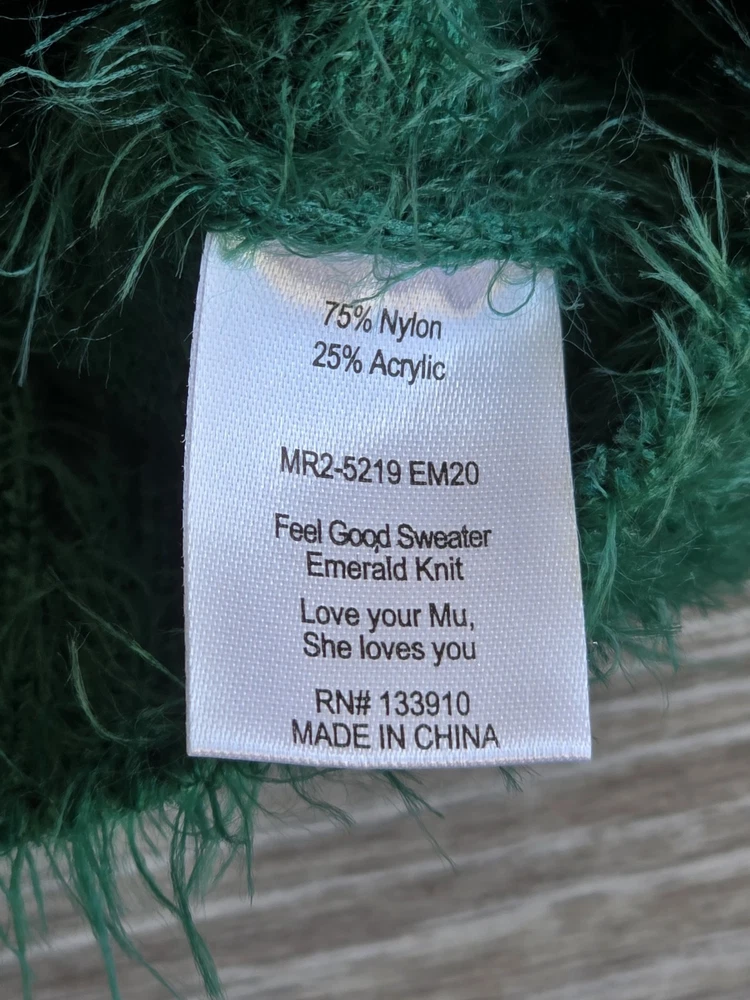 75% Nylon
25% Acrylic
MR2-5219 EM20
Feel Good Sweater
Emerald Knit
Love your Mu,
She loves you
RN# 133910
MADE IN CHINA